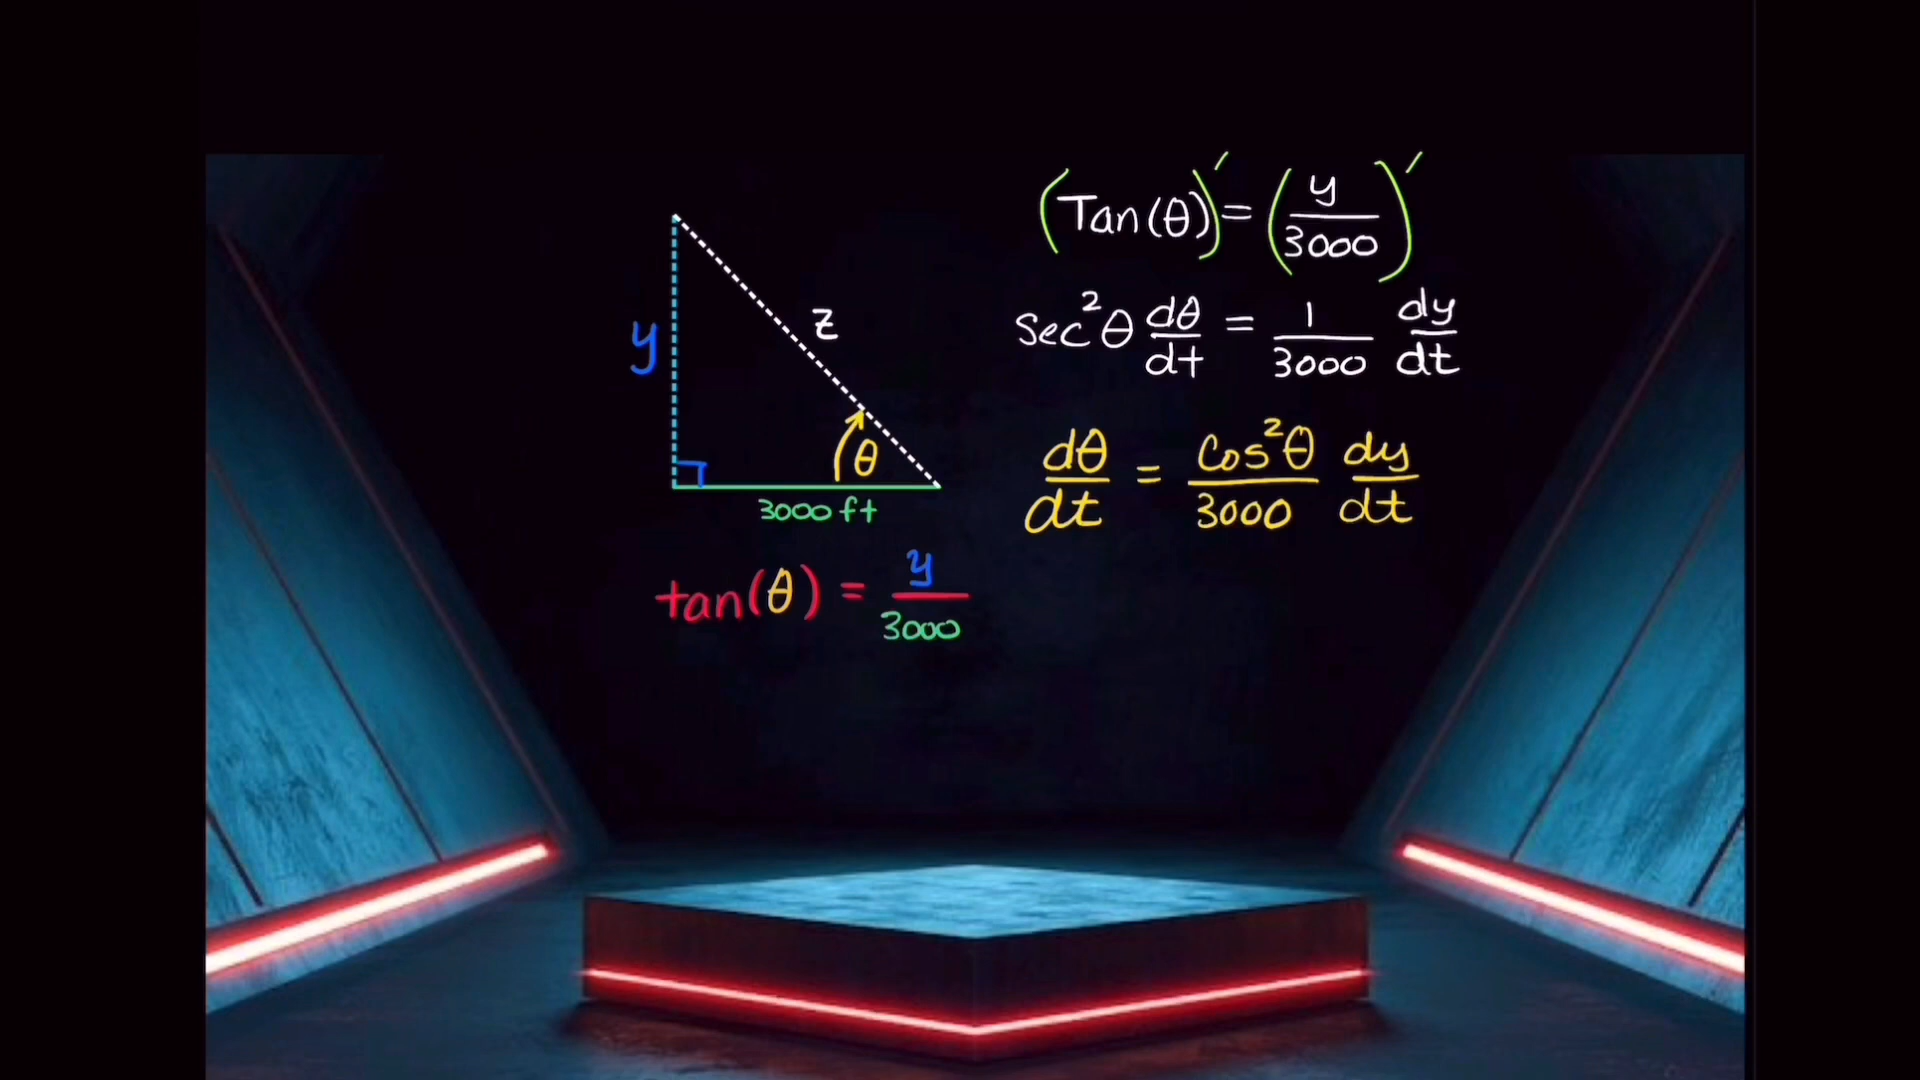 y
z
θ
3000 ft
tan(θ) = y/3000
(Tan(θ))′ = (y/3000)′
sec²θ dθ/dt = 1/3000 dy/dt
dθ/dt = Cos²θ/3000 dy/dt